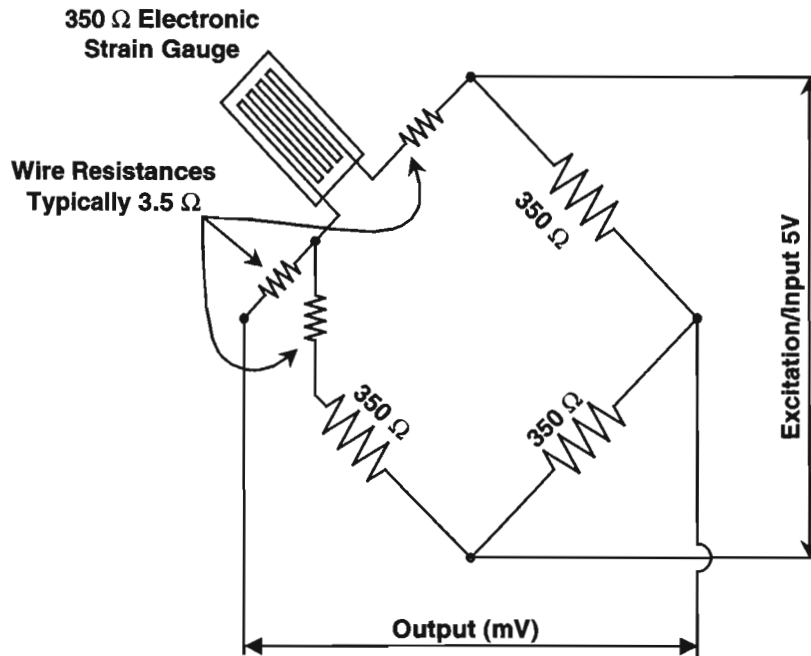 350 Ω Electronic
Strain Gauge
Wire Resistances
Typically 3.5 Ω
350 Ω
350 Ω
350 Ω
Excitation/Input 5V
Output (mV)